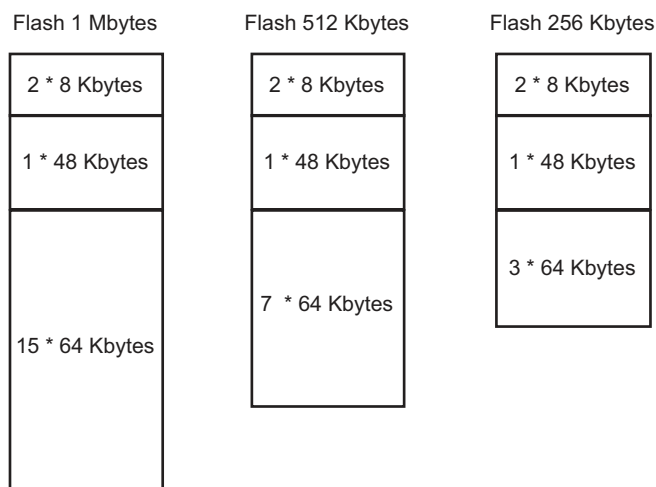 Flash 1 Mbytes
2 * 8 Kbytes
1 * 48 Kbytes
15 * 64 Kbytes
Flash 512 Kbytes
2 * 8 Kbytes
1 * 48 Kbytes
7 * 64 Kbytes
Flash 256 Kbytes
2 * 8 Kbytes
1 * 48 Kbytes
3 * 64 Kbytes